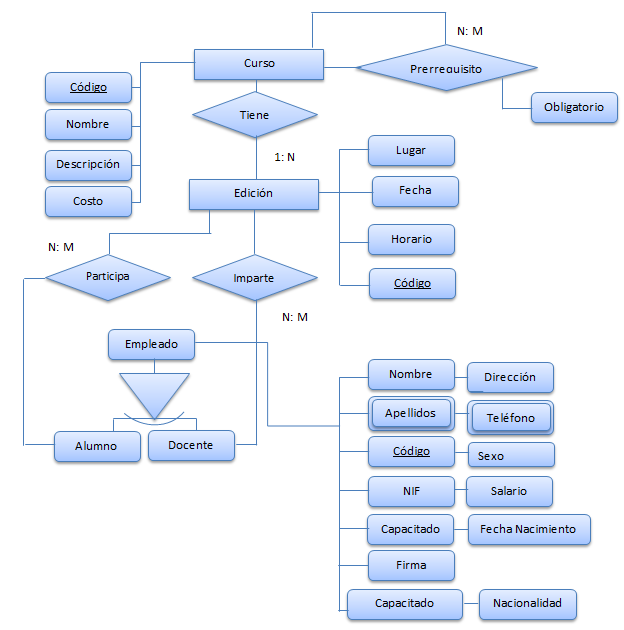 N: M
Curso
Prerrequisito
Código
Obligatorio
Nombre
Tiene
Lugar
1: N
Descripción
Edición
Fecha
Costo
Horario
N: M
Participa
Imparte
Código
N: M
Empleado
Nombre
Dirección
Apellidos
Teléfono
Alumno
Docente
Código
Sexo
NIF
Salario
Capacitado
Fecha Nacimiento
Firma
Capacitado
Nacionalidad